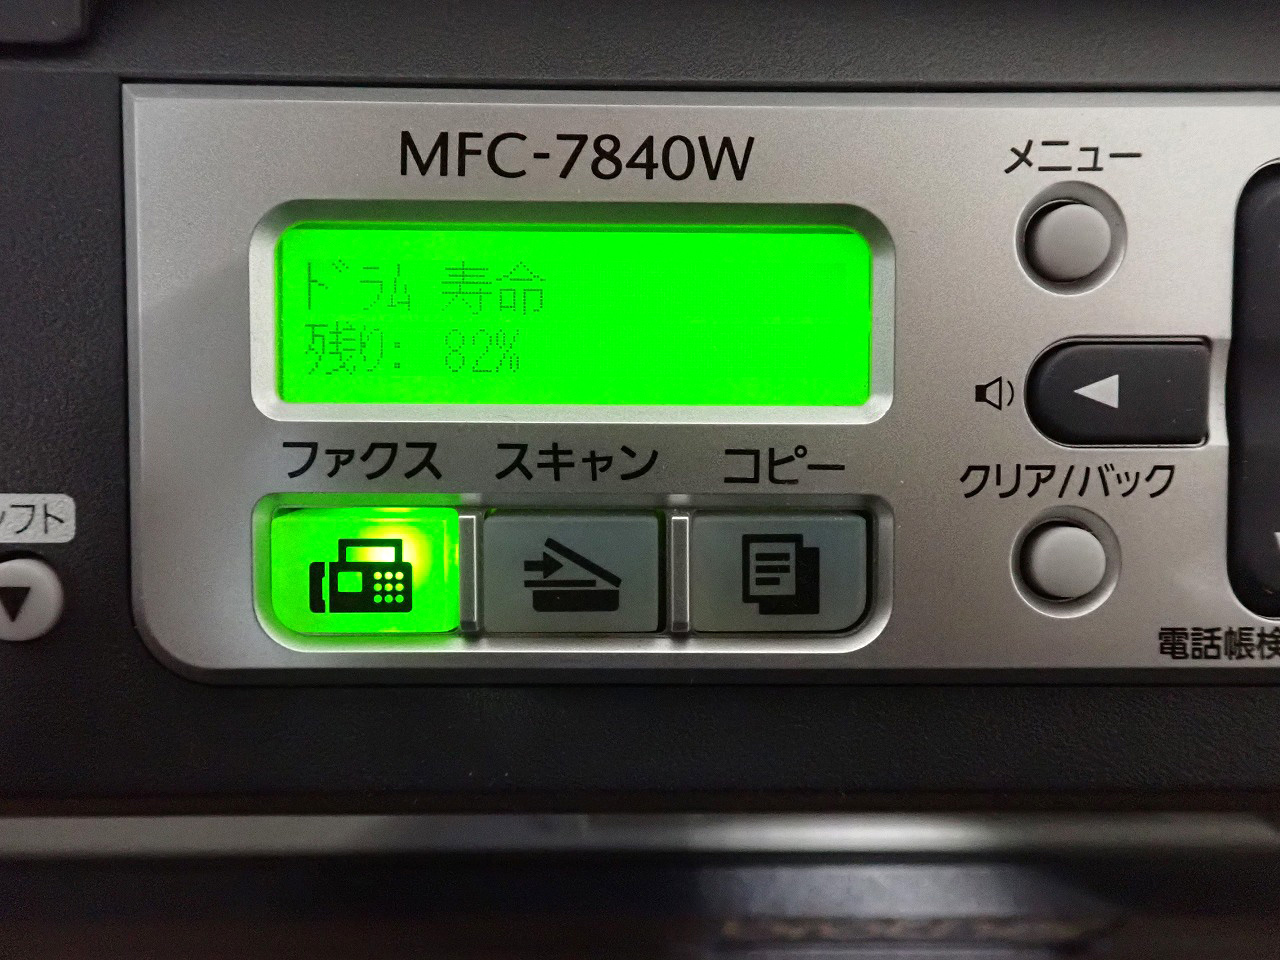 MFC-7840W
メニュー
ドラム 寿命
残り: 82%
ファックス
スキャン
コピー
クリア/バック
電話帳検